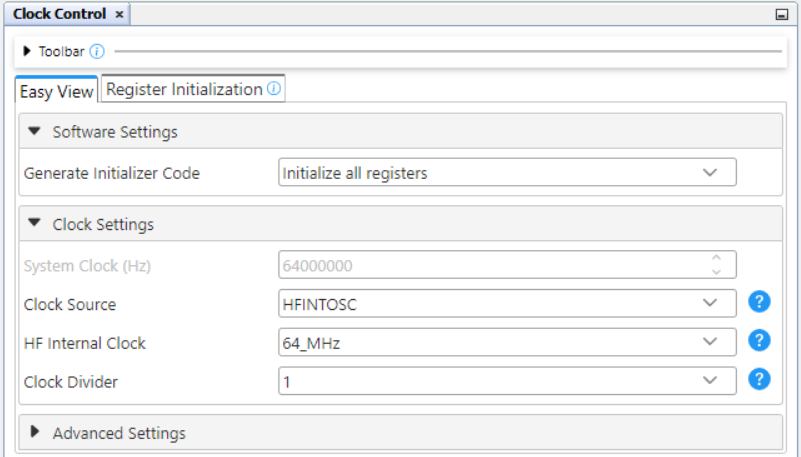 Clock Control ×
Toolbar
Easy View
Register Initialization
Software Settings
Generate Initializer Code
Initialize all registers
Clock Settings
System Clock (Hz)
64000000
Clock Source
HFINTOSC
HF Internal Clock
64_MHz
Clock Divider
1
Advanced Settings